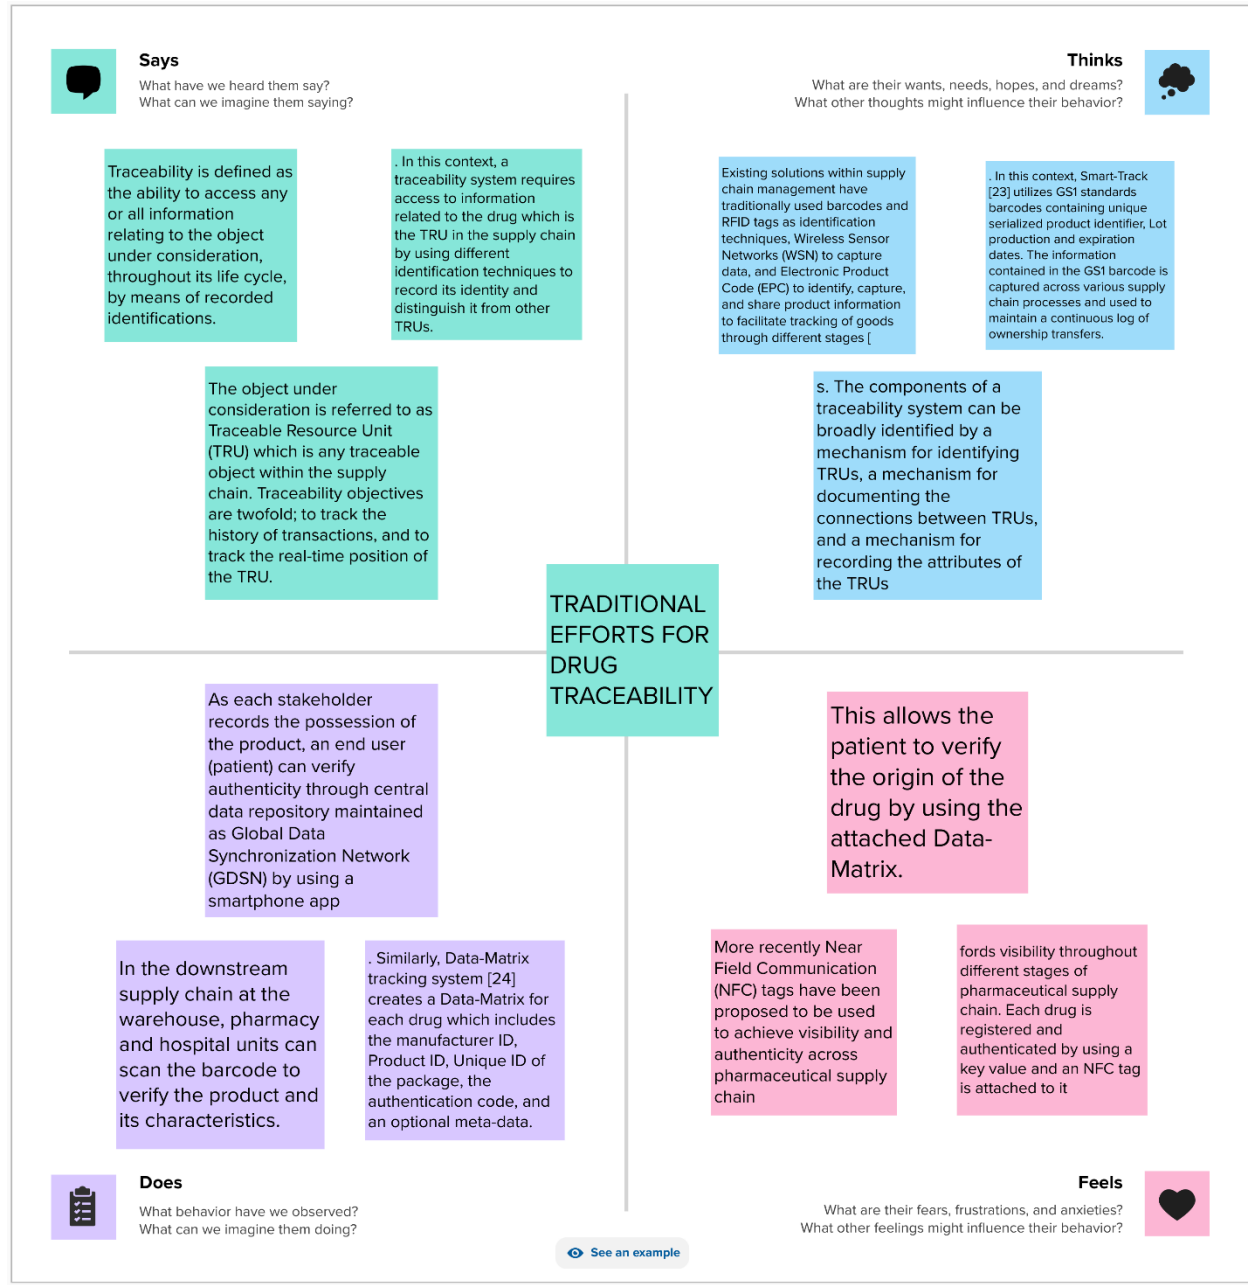 Says
What have we heard them say?
What can we imagine them saying?
Thinks
What are their wants, needs, hopes, and dreams?
What other thoughts might influence their behavior?
Traceability is defined as
the ability to access any
or all information
relating to the object
under consideration,
throughout its life cycle,
by means of recorded
identifications.
. In this context, a
traceability system requires
access to information
related to the drug which is
the TRU in the supply chain
by using different
identification techniques to
record its identity and
distinguish it from other
TRUs.
The object under
consideration is referred to as
Traceable Resource Unit
(TRU) which is any traceable
object within the supply
chain. Traceability objectives
are twofold; to track the
history of transactions, and to
track the real-time position of
the TRU.
Existing solutions within supply
chain management have
traditionally used barcodes and
RFID tags as identification
techniques, Wireless Sensor
Networks (WSN) to capture
data, and Electronic Product
Code (EPC) to identify, capture,
and share product information
to facilitate tracking of goods
through different stages [
. In this context, Smart-Track
[23] utilizes GS1 standards
barcodes containing unique
serialized product identifier, Lot
production and expiration
dates. The information
contained in the GS1 barcode is
captured across various supply
chain processes and used to
maintain a continuous log of
ownership transfers.
s. The components of a
traceability system can be
broadly identified by a
mechanism for identifying
TRUs, a mechanism for
documenting the
connections between TRUs,
and a mechanism for
recording the attributes of
the TRUs
TRADITIONAL
EFFORTS FOR
DRUG
TRACEABILITY
As each stakeholder
records the possession of
the product, an end user
(patient) can verify
authenticity through central
data repository maintained
as Global Data
Synchronization Network
(GDSN) by using a
smartphone app
In the downstream
supply chain at the
warehouse, pharmacy
and hospital units can
scan the barcode to
verify the product and
its characteristics.
. Similarly, Data-Matrix
tracking system [24]
creates a Data-Matrix for
each drug which includes
the manufacturer ID,
Product ID, Unique ID of
the package, the
authentication code, and
an optional meta-data.
This allows the
patient to verify
the origin of the
drug by using the
attached Data-
Matrix.
More recently Near
Field Communication
(NFC) tags have been
proposed to be used
to achieve visibility and
authenticity across
pharmaceutical supply
chain
fords visibility throughout
different stages of
pharmaceutical supply
chain. Each drug is
registered and
authenticated by using a
key value and an NFC tag
is attached to it
Does
What behavior have we observed?
What can we imagine them doing?
Feels
What are their fears, frustrations, and anxieties?
What other feelings might influence their behavior?
See an example